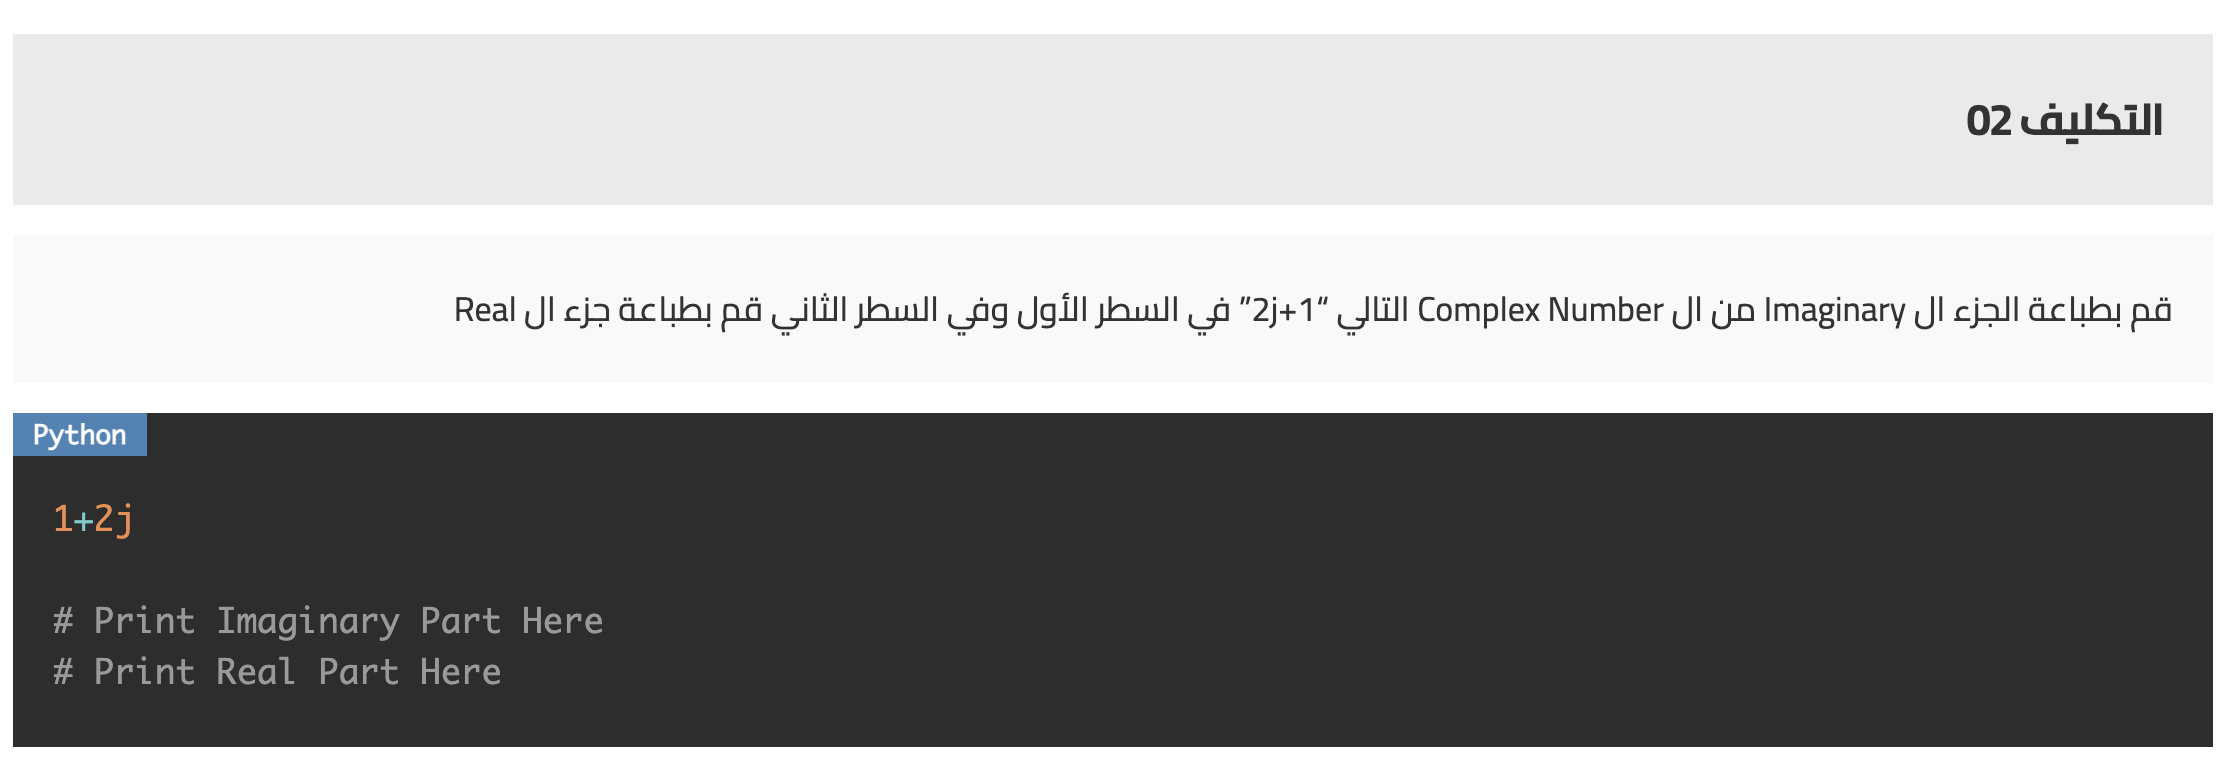 التكليف 02
قم بطباعة الجزء ال Imaginary من ال Complex Number التالي “1+2j” في السطر الأول وفي السطر الثاني قم بطباعة جزء ال Real
Python
1+2j
# Print Imaginary Part Here
# Print Real Part Here